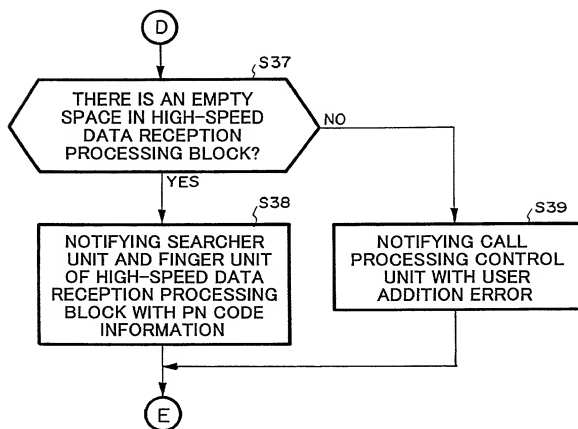 D
S37
THERE IS AN EMPTY
SPACE IN HIGH-SPEED
DATA RECEPTION
PROCESSING BLOCK?
NO
YES
S38
NOTIFYING SEARCHER
UNIT AND FINGER UNIT
OF HIGH-SPEED DATA
RECEPTION PROCESSING
BLOCK WITH PN CODE
INFORMATION
S39
NOTIFYING CALL
PROCESSING CONTROL
UNIT WITH USER
ADDITION ERROR
E